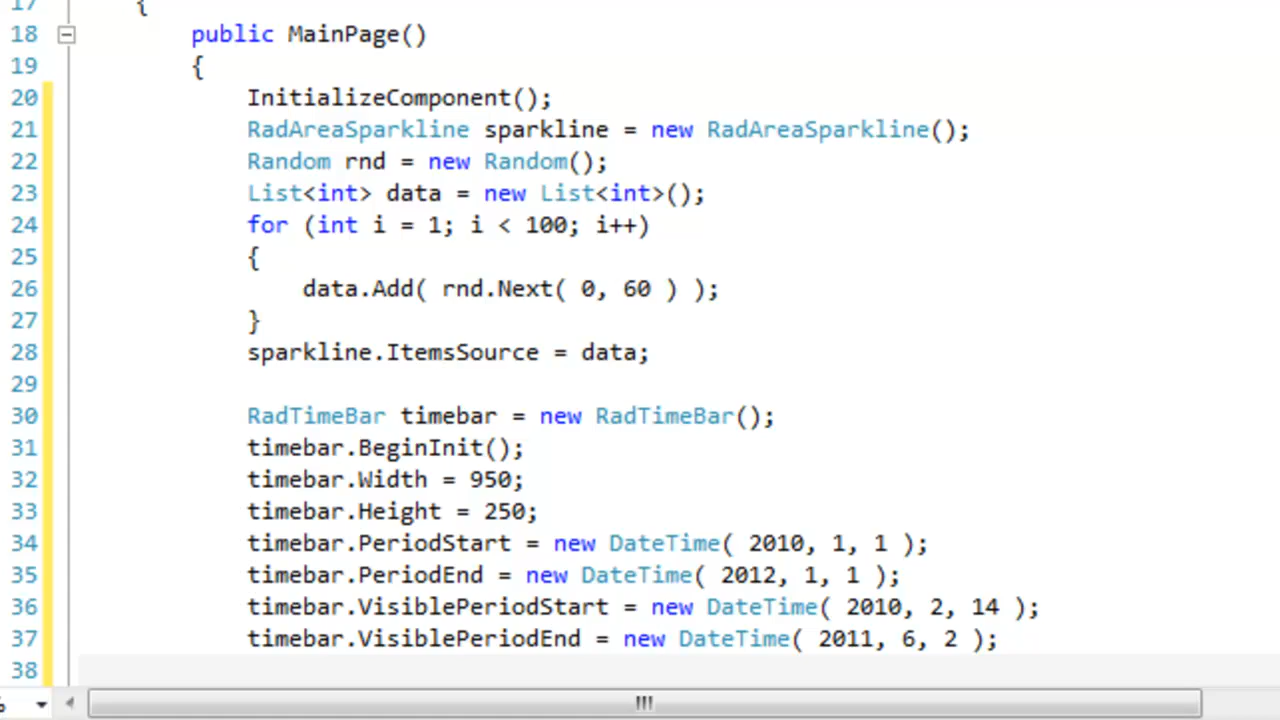 17 {
18 public MainPage()
19 {
20 InitializeComponent();
21 RadAreaSparkline sparkline = new RadAreaSparkline();
22 Random rnd = new Random();
23 List<int> data = new List<int>();
24 for (int i = 1; i < 100; i++)
25 {
26 data.Add( rnd.Next( 0, 60 ) );
27 }
28 sparkline.ItemsSource = data;
29
30 RadTimeBar timebar = new RadTimeBar();
31 timebar.BeginInit();
32 timebar.Width = 950;
33 timebar.Height = 250;
34 timebar.PeriodStart = new DateTime( 2010, 1, 1 );
35 timebar.PeriodEnd = new DateTime( 2012, 1, 1 );
36 timebar.VisiblePeriodStart = new DateTime( 2010, 2, 14 );
37 timebar.VisiblePeriodEnd = new DateTime( 2011, 6, 2 );
38